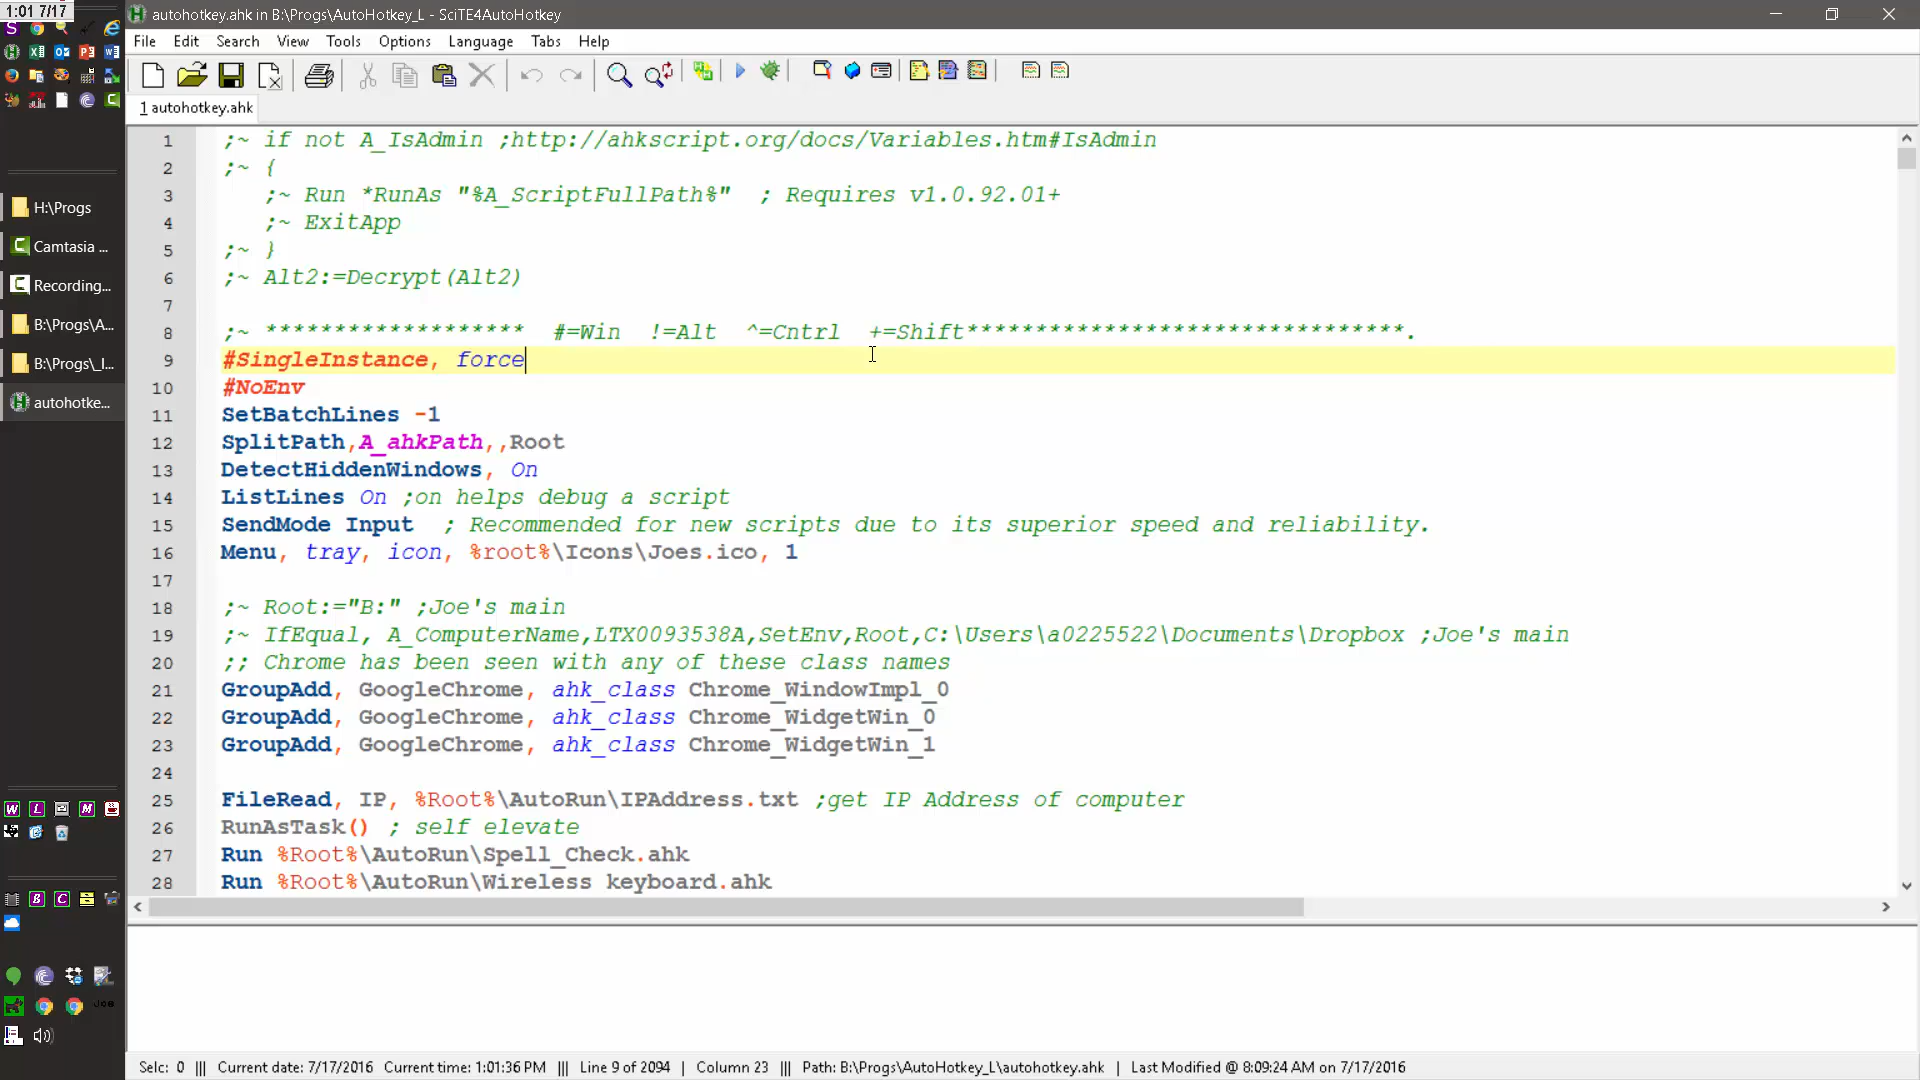 1:01 7/17
autohotkey.ahk in B:\Progs\AutoHotkey_L - SciTE4AutoHotkey
File Edit Search View Tools Options Language Tabs Help
1 autohotkey.ahk
H:\Progs
Camtasia ...
Recording...
B:\Progs\A...
B:\Progs\_I...
autohotke...
1 ;~ if not A_IsAdmin ;http://ahkscript.org/docs/Variables.htm#IsAdmin
2 ;~ {
3 ;~ Run *RunAs "%A_ScriptFullPath%" ; Requires v1.0.92.01+
4 ;~ ExitApp
5 ;~ }
6 ;~ Alt2:=Decrypt(Alt2)
7
8 ;~ ******************* #=Win !=Alt ^=Cntrl +=Shift********************************.
9 #SingleInstance, force
10 #NoEnv
11 SetBatchLines -1
12 SplitPath,A_ahkPath,,Root
13 DetectHiddenWindows, On
14 ListLines On ;on helps debug a script
15 SendMode Input ; Recommended for new scripts due to its superior speed and reliability.
16 Menu, tray, icon, %root%\Icons\Joes.ico, 1
17
18 ;~ Root:="B:" ;Joe's main
19 ;~ IfEqual, A_ComputerName,LTX0093538A,SetEnv,Root,C:\Users\a0225522\Documents\Dropbox ;Joe's main
20 ;; Chrome has been seen with any of these class names
21 GroupAdd, GoogleChrome, ahk_class Chrome_WindowImpl_0
22 GroupAdd, GoogleChrome, ahk_class Chrome_WidgetWin_0
23 GroupAdd, GoogleChrome, ahk_class Chrome_WidgetWin_1
24
25 FileRead, IP, %Root%\AutoRun\IPAddress.txt ;get IP Address of computer
26 RunAsTask() ; self elevate
27 Run %Root%\AutoRun\Spell_Check.ahk
28 Run %Root%\AutoRun\Wireless keyboard.ahk
Selc: 0 ||| Current date: 7/17/2016 Current time: 1:01:36 PM ||| Line 9 of 2094 | Column 23 ||| Path: B:\Progs\AutoHotkey_L\autohotkey.ahk | Last Modified @ 8:09:24 AM on 7/17/2016